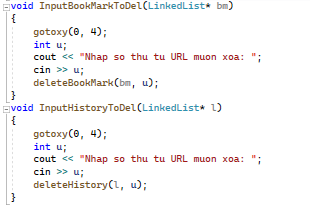 void InputBookMarkToDel(LinkedList* bm)
{
    gotoxy(0, 4);
    int u;
    cout << "Nhap so thu tu URL muon xoa: ";
    cin >> u;
    deleteBookMark(bm, u);
}
void InputHistoryToDel(LinkedList* l)
{
    gotoxy(0, 4);
    int u;
    cout << "Nhap so thu tu URL muon xoa: ";
    cin >> u;
    deleteHistory(l, u);
}